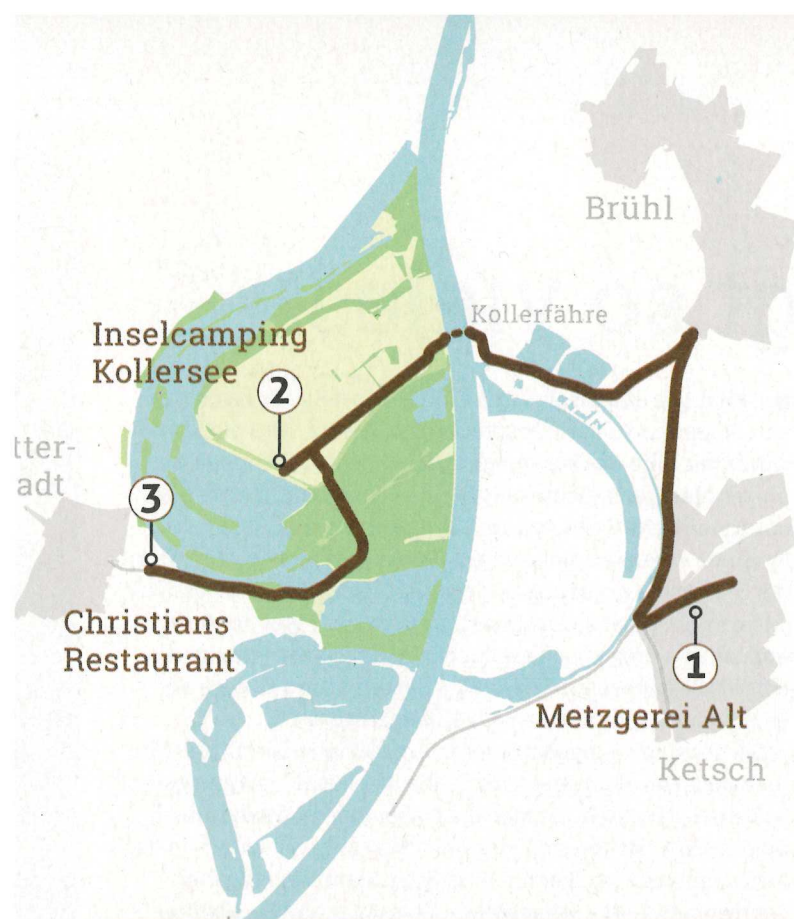 Brühl
Kollerfähre
Inselcamping
Kollersee
2
tter-
adt
3
Christians
Restaurant
1
Metzgerei Alt
Ketsch